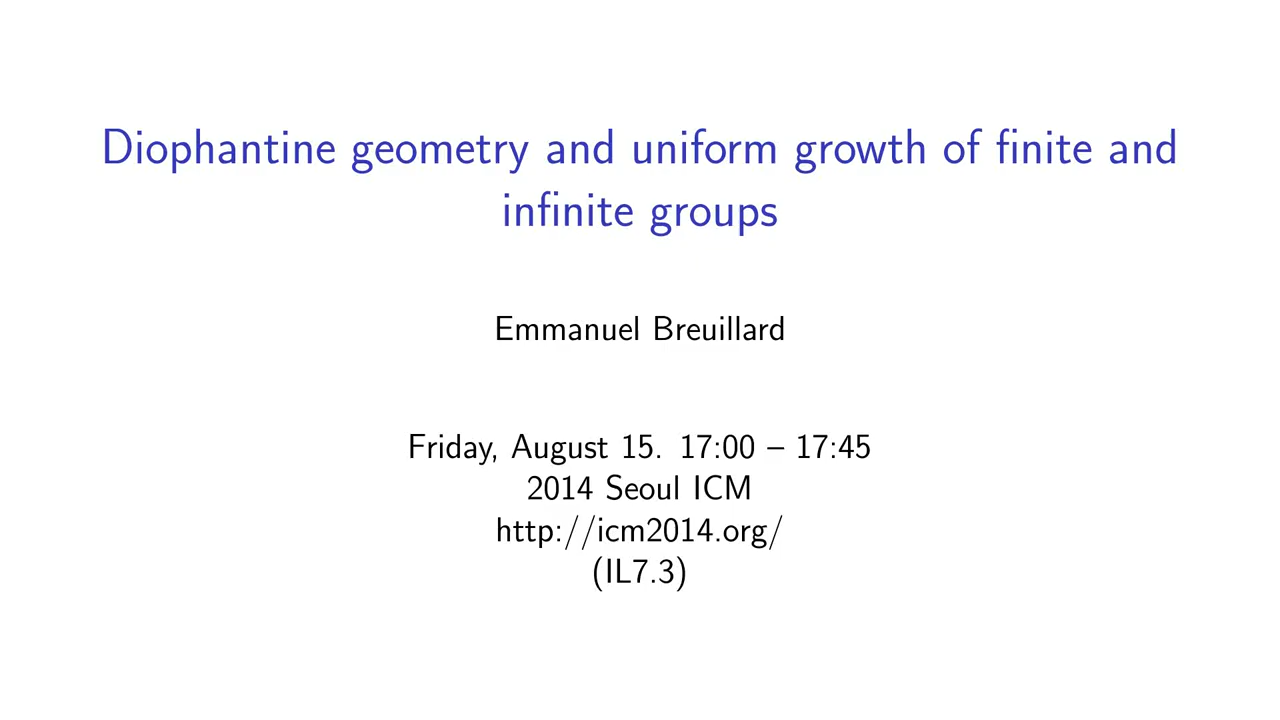 Diophantine geometry and uniform growth of finite and
infinite groups
Emmanuel Breuillard
Friday, August 15. 17:00 – 17:45
2014 Seoul ICM
http://icm2014.org/
(IL7.3)